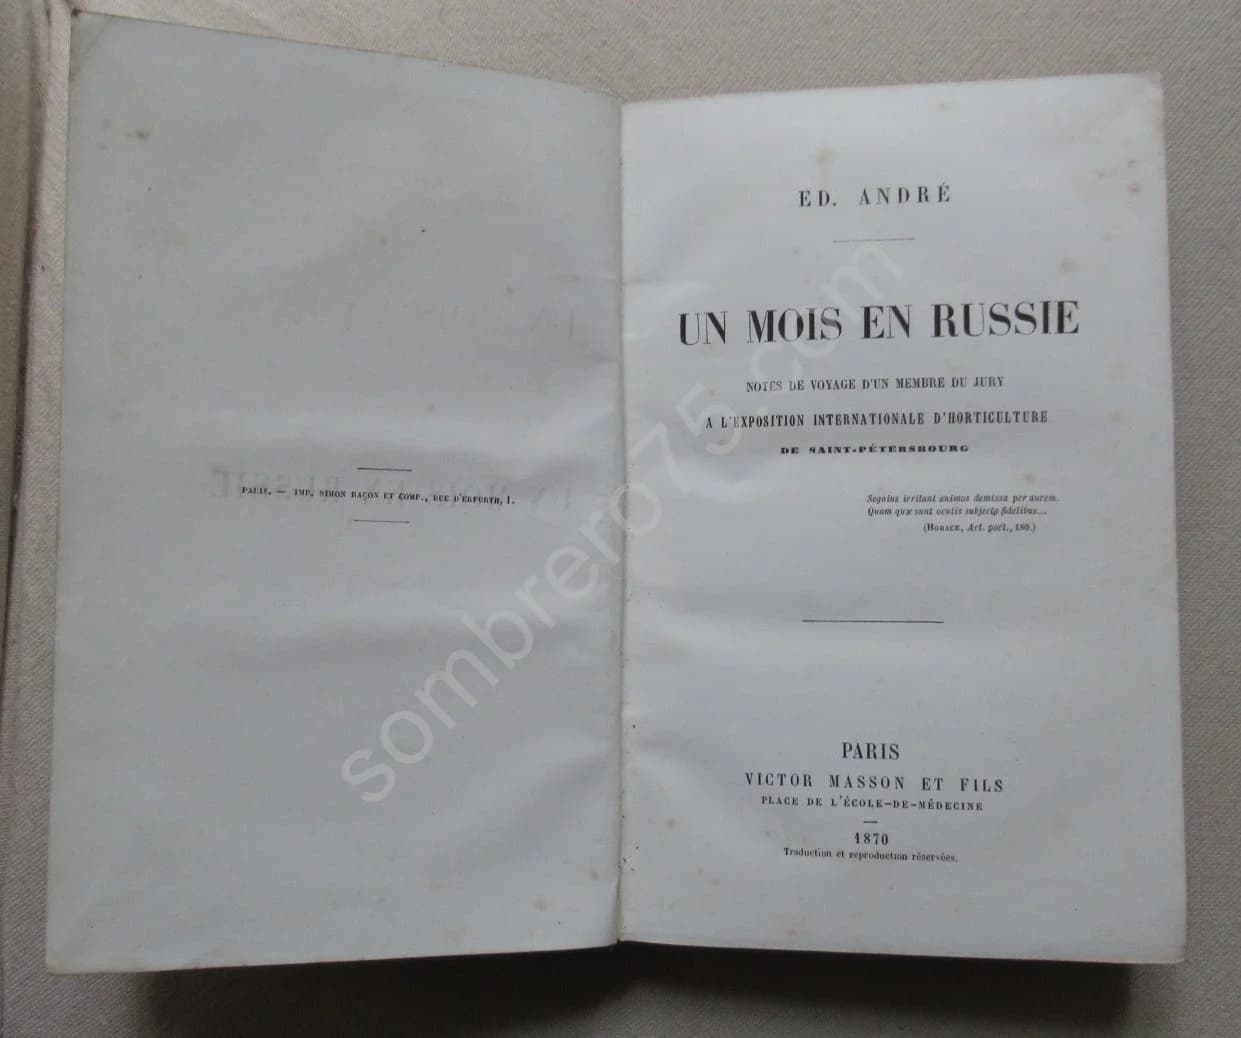 PARIS. — IMP. SIMON RAÇON ET COMP., RUE D'ERFURTH, 1.
ED. ANDRÉ
UN MOIS EN RUSSIE
NOTES DE VOYAGE D'UN MEMBRE DU JURY
A L'EXPOSITION INTERNATIONALE D'HORTICULTURE
DE SAINT-PÉTERSBOURG
Segnius irritant animos demissa per aurem.
Quam quæ sunt oculis subjecta fidelibus...
(HORACE, Art. poét., 180.)
PARIS
VICTOR MASSON ET FILS
PLACE DE L'ÉCOLE-DE-MÉDECINE
1870
Traduction et reproduction réservées.
sombrero75.com